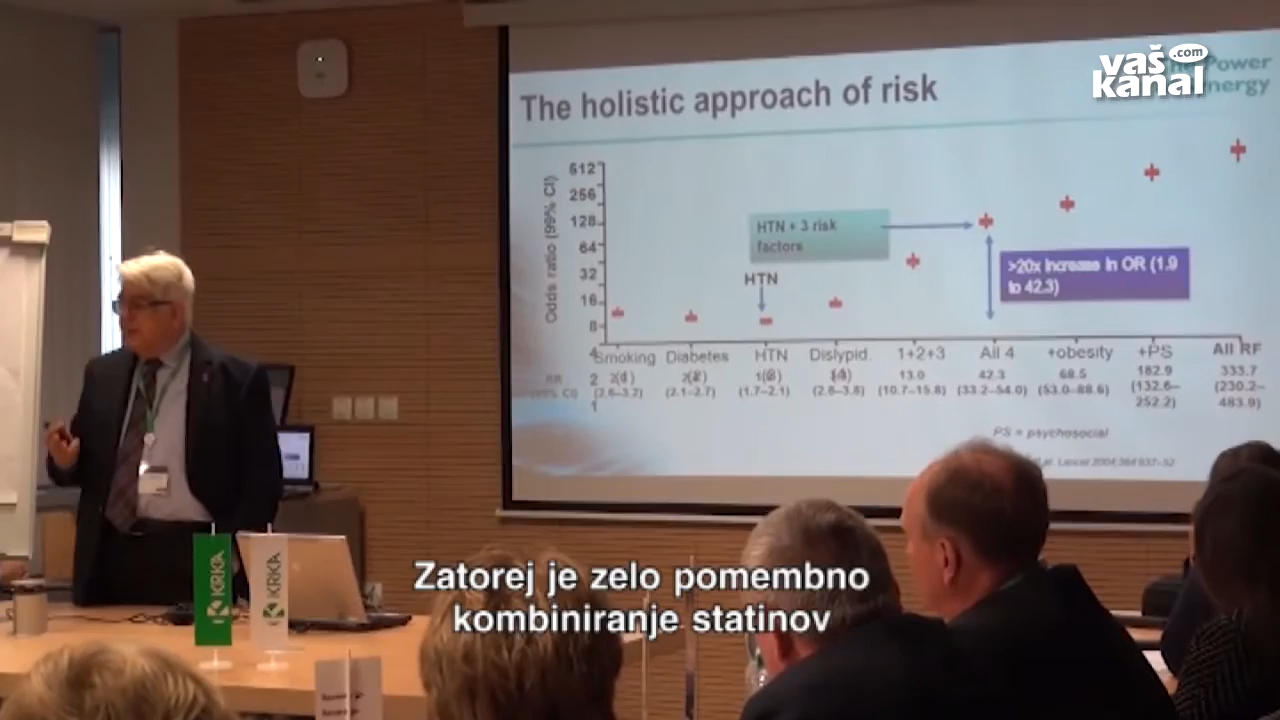 vaš
.com
kanal
Power
nergy
The holistic approach of risk
Odds ratio (99% CI)
512
256
128
64
32
16
8
4
2
1
HTN + 3 risk
factors
HTN
>20x increase in OR (1.9
to 42.3)
Smoking Diabetes HTN Dislypid. 1+2+3 All 4 +obesity +PS All RF
13.0 42.3 68.5 182.9 333.7
(2.6–3.2) (2.1–2.7) (1.7–2.1) (2.8–3.8) (10.7–15.8) (33.2–54.0) (53.0–88.6) (132.6– (230.2–
252.2) 483.9)
PS = psychosocial
et al. Lancet 2004;364:937–52
KRKA
KRKA
Zatorej je zelo pomembno
kombiniranje statinov